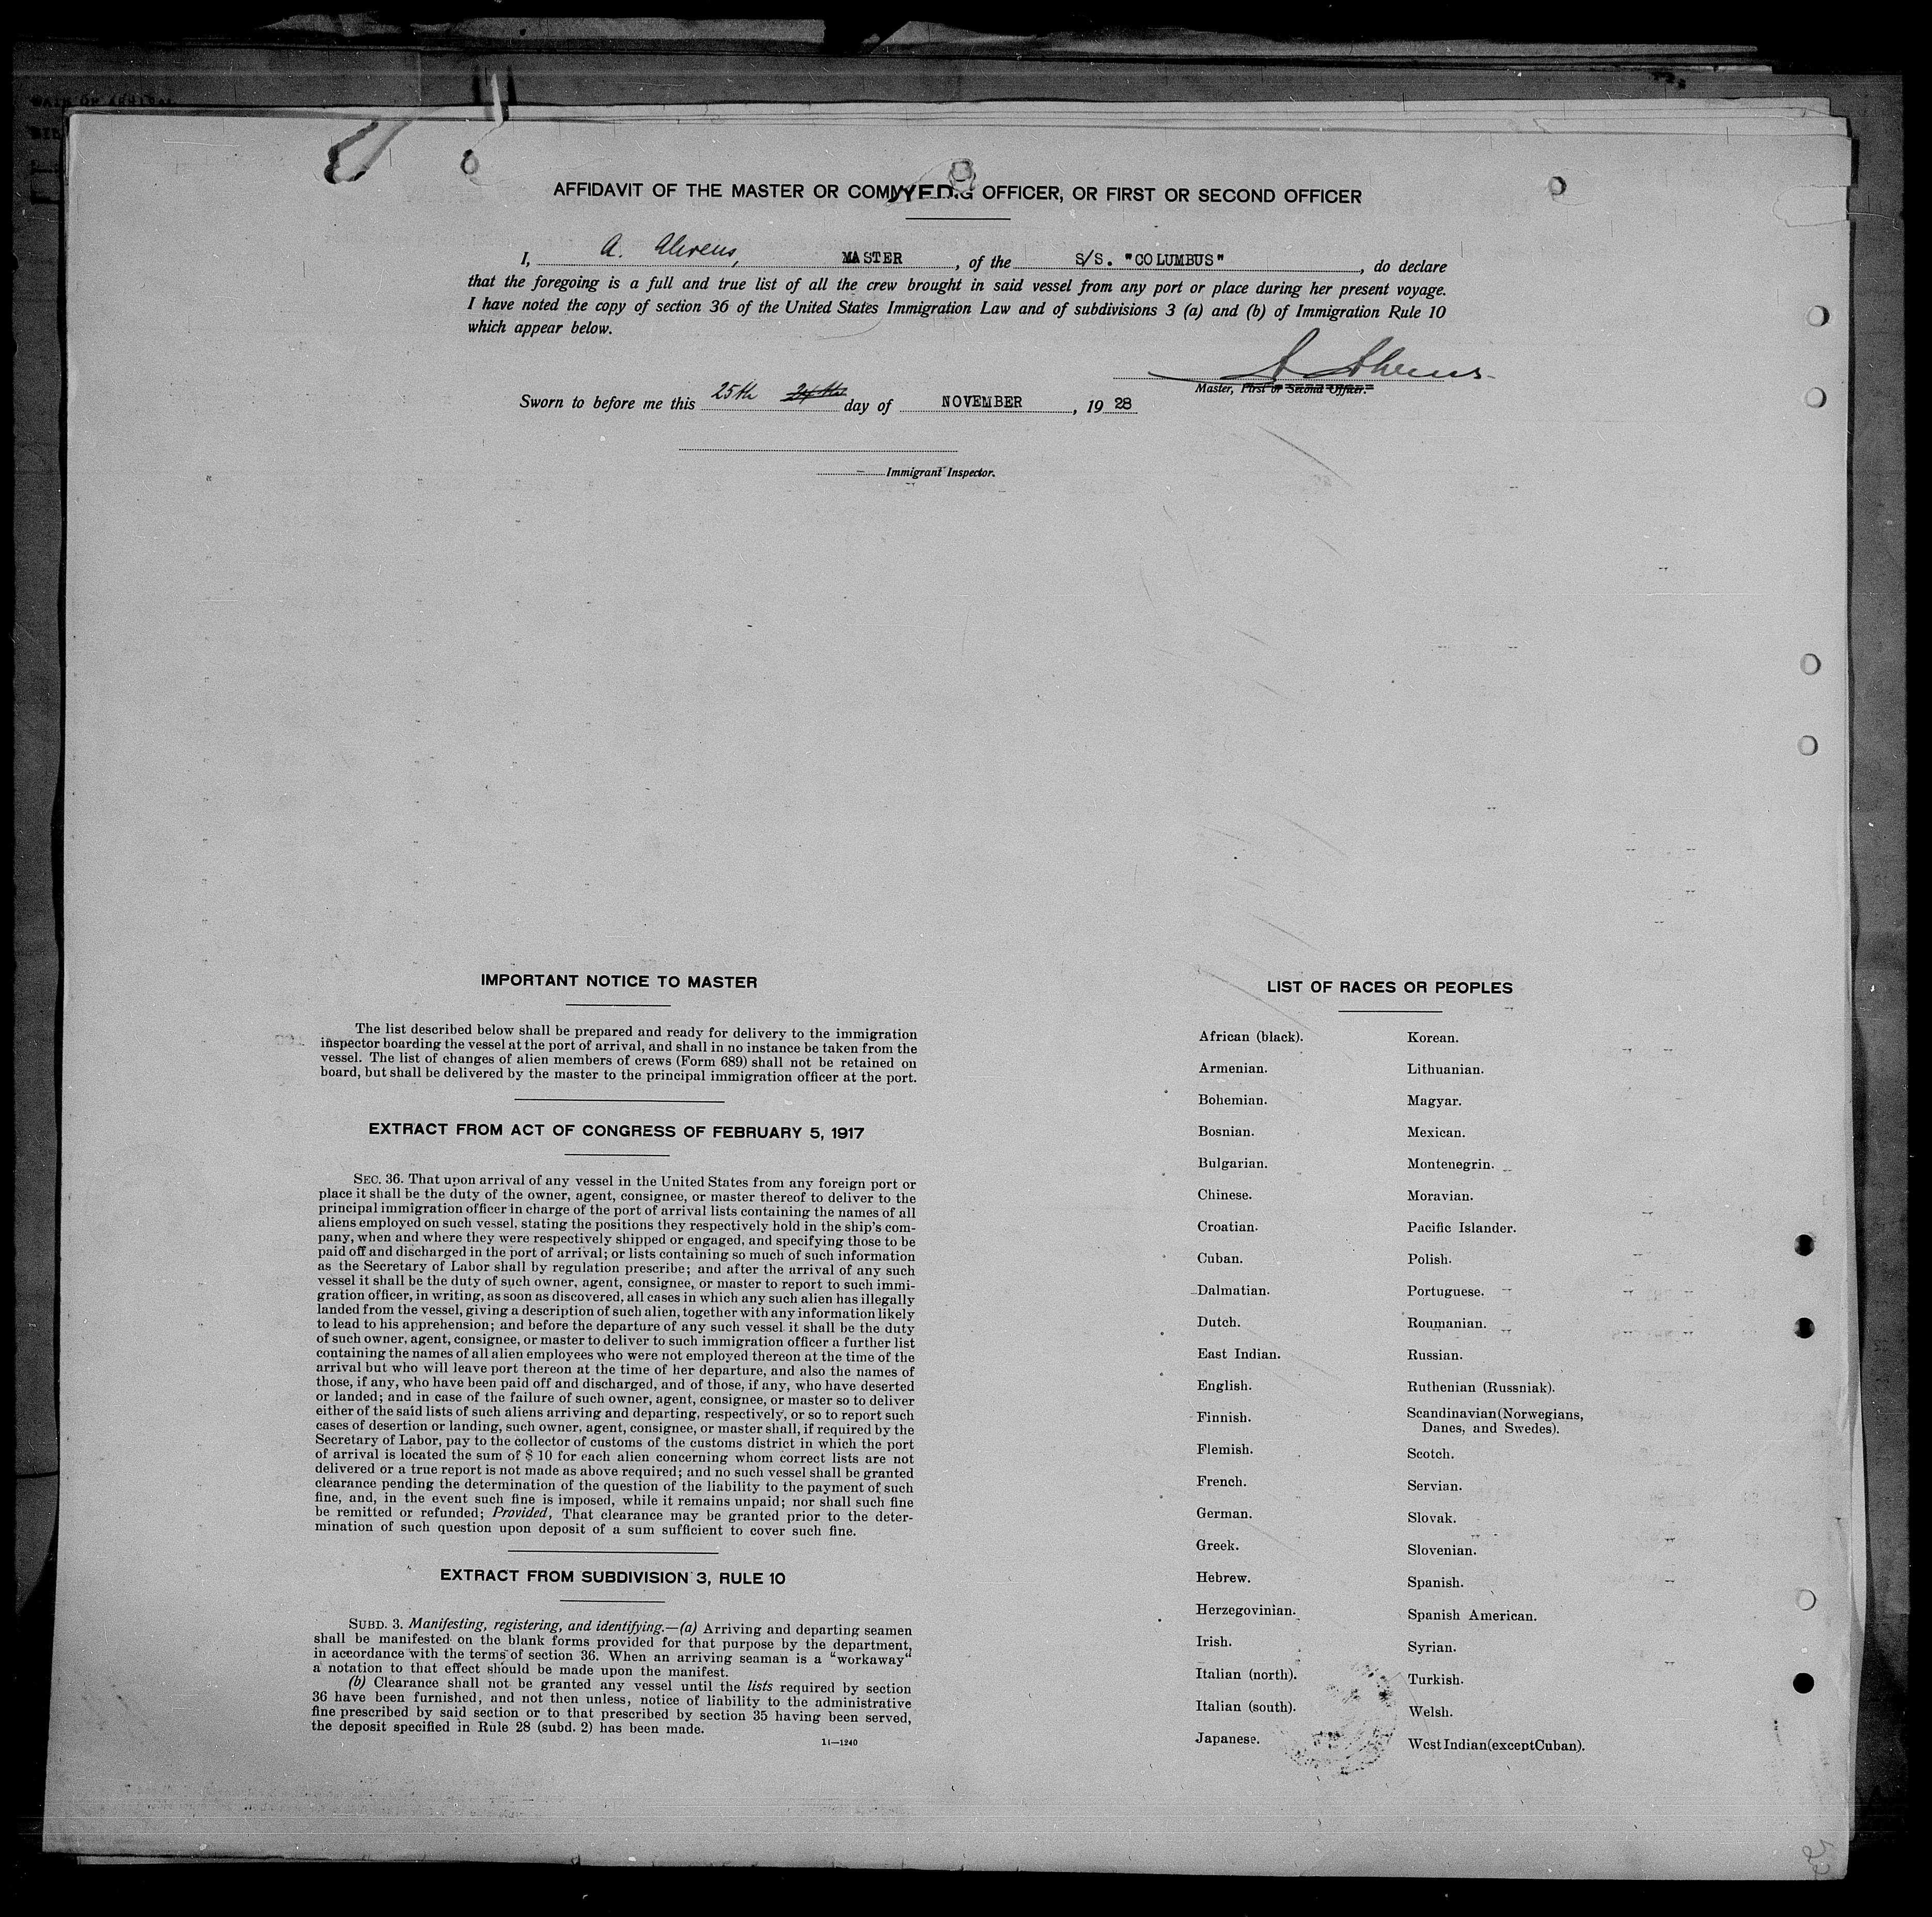 AFFIDAVIT OF THE MASTER OR COMM YED.G OFFICER, OR FIRST OR SECOND OFFICER
I, A. Ahrens, MASTER, of the S/S. "COLUMBUS", do declare
that the foregoing is a full and true list of all the crew brought in said vessel from any port or place during her present voyage.
I have noted the copy of section 36 of the United States Immigration Law and of subdivisions 3 (a) and (b) of Immigration Rule 10
which appear below.
A Ahrens
Master, First or Second Officer.
Sworn to before me this 25th 24th day of NOVEMBER, 19 28
Immigrant Inspector.
IMPORTANT NOTICE TO MASTER
The list described below shall be prepared and ready for delivery to the immigration
inspector boarding the vessel at the port of arrival, and shall in no instance be taken from the
vessel. The list of changes of alien members of crews (Form 689) shall not be retained on
board, but shall be delivered by the master to the principal immigration officer at the port.
EXTRACT FROM ACT OF CONGRESS OF FEBRUARY 5, 1917
SEC. 36. That upon arrival of any vessel in the United States from any foreign port or
place it shall be the duty of the owner, agent, consignee, or master thereof to deliver to the
principal immigration officer in charge of the port of arrival lists containing the names of all
aliens employed on such vessel, stating the positions they respectively hold in the ship's com-
pany, when and where they were respectively shipped or engaged, and specifying those to be
paid off and discharged in the port of arrival; or lists containing so much of such information
as the Secretary of Labor shall by regulation prescribe; and after the arrival of any such
vessel it shall be the duty of such owner, agent, consignee, or master to report to such immi-
gration officer, in writing, as soon as discovered, all cases in which any such alien has illegally
landed from the vessel, giving a description of such alien, together with any information likely
to lead to his apprehension; and before the departure of any such vessel it shall be the duty
of such owner, agent, consignee, or master to deliver to such immigration officer a further list
containing the names of all alien employees who were not employed thereon at the time of the
arrival but who will leave port thereon at the time of her departure, and also the names of
those, if any, who have been paid off and discharged, and of those, if any, who have deserted
or landed; and in case of the failure of such owner, agent, consignee, or master so to deliver
either of the said lists of such aliens arriving and departing, respectively, or so to report such
cases of desertion or landing, such owner, agent, consignee, or master shall, if required by the
Secretary of Labor, pay to the collector of customs of the customs district in which the port
of arrival is located the sum of $ 10 for each alien concerning whom correct lists are not
delivered or a true report is not made as above required; and no such vessel shall be granted
clearance pending the determination of the question of the liability to the payment of such
fine, and, in the event such fine is imposed, while it remains unpaid; nor shall such fine
be remitted or refunded; Provided, That clearance may be granted prior to the deter-
mination of such question upon deposit of a sum sufficient to cover such fine.
EXTRACT FROM SUBDIVISION 3, RULE 10
SUBD. 3. Manifesting, registering, and identifying.—(a) Arriving and departing seamen
shall be manifested on the blank forms provided for that purpose by the department,
in accordance with the terms of section 36. When an arriving seaman is a "workaway"
a notation to that effect should be made upon the manifest.
(b) Clearance shall not be granted any vessel until the lists required by section
36 have been furnished, and not then unless, notice of liability to the administrative
fine prescribed by said section or to that prescribed by section 35 having been served,
the deposit specified in Rule 28 (subd. 2) has been made.
11—1240
LIST OF RACES OR PEOPLES
African (black).
Armenian.
Bohemian.
Bosnian.
Bulgarian.
Chinese.
Croatian.
Cuban.
Dalmatian.
Dutch.
East Indian.
English.
Finnish.
Flemish.
French.
German.
Greek.
Hebrew.
Herzegovinian.
Irish.
Italian (north).
Italian (south).
Japanese.
Korean.
Lithuanian.
Magyar.
Mexican.
Montenegrin.
Moravian.
Pacific Islander.
Polish.
Portuguese.
Roumanian.
Russian.
Ruthenian (Russniak).
Scandinavian (Norwegians,
Danes, and Swedes).
Scotch.
Servian.
Slovak.
Slovenian.
Spanish.
Spanish American.
Syrian.
Turkish.
Welsh.
West Indian (except Cuban).